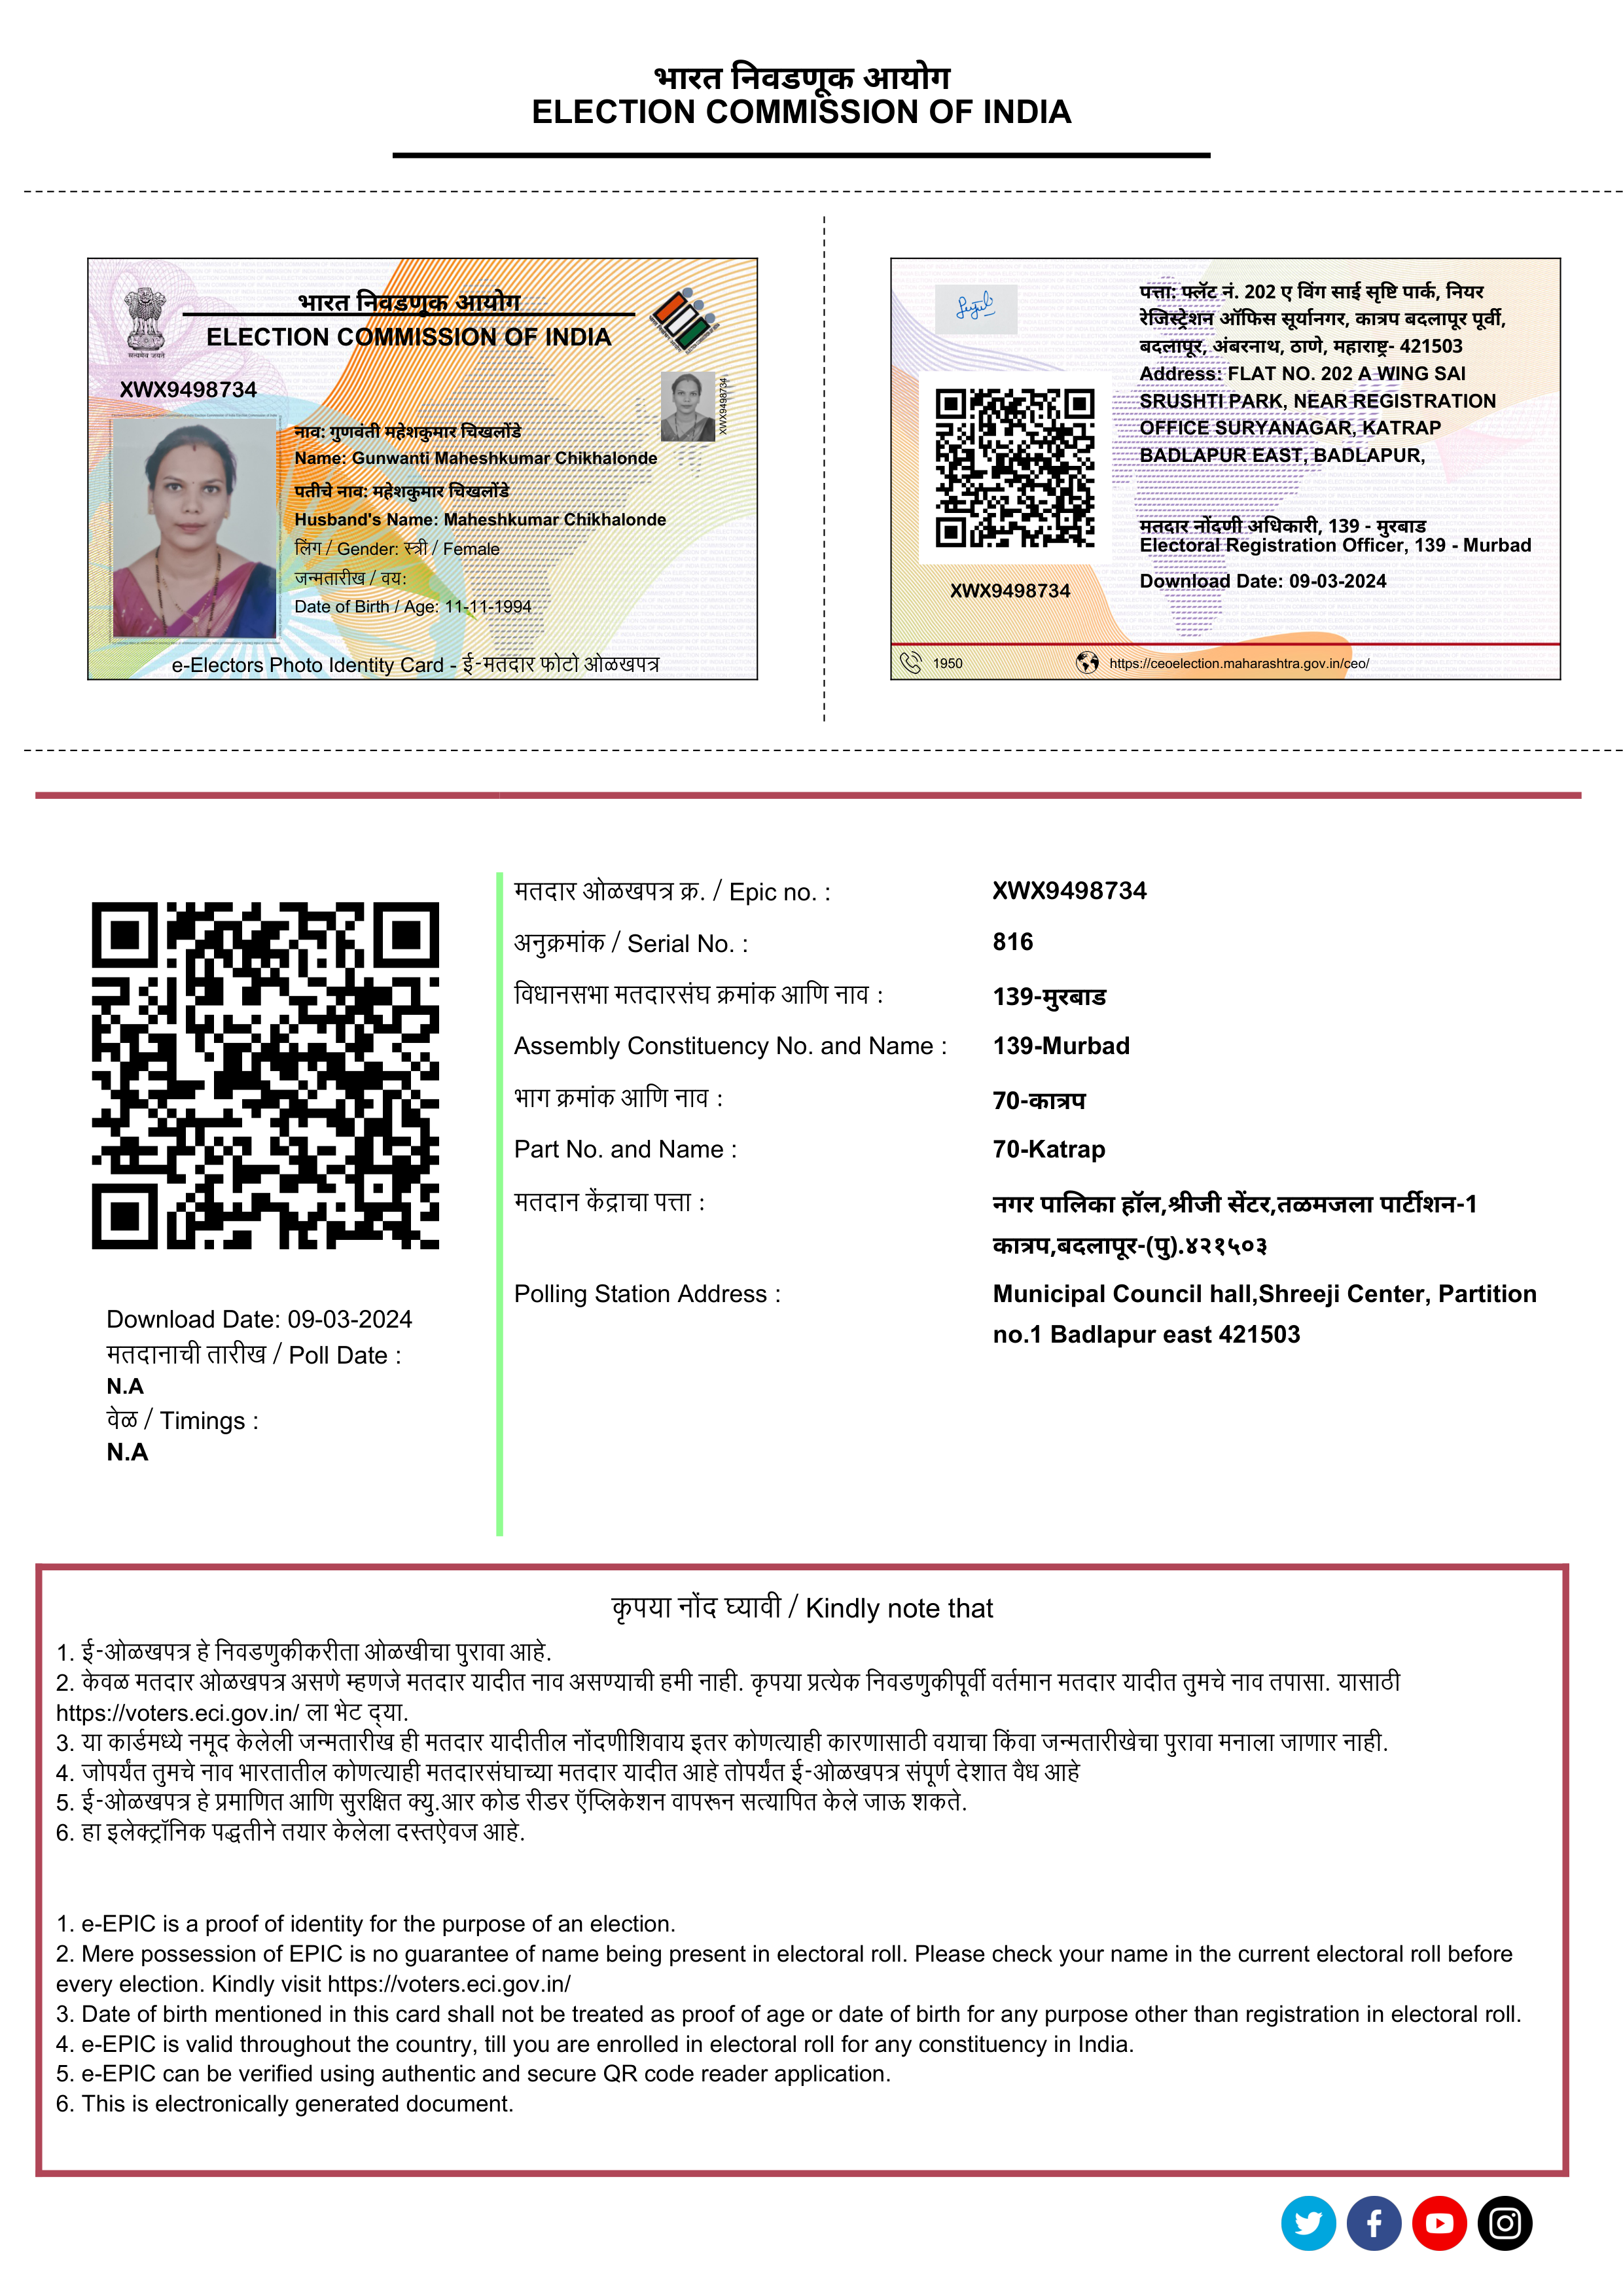 भारत निवडणूक आयोग
ELECTION COMMISSION OF INDIA
भारत निवडणूक आयोग
ELECTION COMMISSION OF INDIA
सत्यमेव जयते
XWX9498734
XWX9498734
नाव: गुणवंती महेशकुमार चिखलोंडे
Name: Gunwanti Maheshkumar Chikhalonde
पतीचे नाव: महेशकुमार चिखलोंडे
Husband's Name: Maheshkumar Chikhalonde
लिंग / Gender: स्त्री / Female
जन्मतारीख / वय:
Date of Birth / Age: 11-11-1994
e-Electors Photo Identity Card - ई-मतदार फोटो ओळखपत्र
पत्ता: फ्लॅट नं. 202 ए विंग साई सृष्टि पार्क, नियर
रेजिस्ट्रेशन ऑफिस सूर्यानगर, कात्रप बदलापूर पूर्वी,
बदलापूर, अंबरनाथ, ठाणे, महाराष्ट्र- 421503
Address: FLAT NO. 202 A WING SAI
SRUSHTI PARK, NEAR REGISTRATION
OFFICE SURYANAGAR, KATRAP
BADLAPUR EAST, BADLAPUR,
मतदार नोंदणी अधिकारी, 139 - मुरबाड
Electoral Registration Officer, 139 - Murbad
XWX9498734
Download Date: 09-03-2024
1950
https://ceoelection.maharashtra.gov.in/ceo/
मतदार ओळखपत्र क्र. / Epic no. : XWX9498734
अनुक्रमांक / Serial No. : 816
विधानसभा मतदारसंघ क्रमांक आणि नाव : 139-मुरबाड
Assembly Constituency No. and Name : 139-Murbad
भाग क्रमांक आणि नाव : 70-कात्रप
Part No. and Name : 70-Katrap
मतदान केंद्राचा पत्ता : नगर पालिका हॉल,श्रीजी सेंटर,तळमजला पार्टीशन-1
कात्रप,बदलापूर-(पु).४२१५०३
Polling Station Address : Municipal Council hall,Shreeji Center, Partition
no.1 Badlapur east 421503
Download Date: 09-03-2024
मतदानाची तारीख / Poll Date :
N.A
वेळ / Timings :
N.A
कृपया नोंद घ्यावी / Kindly note that
1. ई-ओळखपत्र हे निवडणुकीकरीता ओळखीचा पुरावा आहे.
2. केवळ मतदार ओळखपत्र असणे म्हणजे मतदार यादीत नाव असण्याची हमी नाही. कृपया प्रत्येक निवडणुकीपूर्वी वर्तमान मतदार यादीत तुमचे नाव तपासा. यासाठी
https://voters.eci.gov.in/ ला भेट द्या.
3. या कार्डमध्ये नमूद केलेली जन्मतारीख ही मतदार यादीतील नोंदणीशिवाय इतर कोणत्याही कारणासाठी वयाचा किंवा जन्मतारीखेचा पुरावा मनाला जाणार नाही.
4. जोपर्यंत तुमचे नाव भारतातील कोणत्याही मतदारसंघाच्या मतदार यादीत आहे तोपर्यंत ई-ओळखपत्र संपूर्ण देशात वैध आहे
5. ई-ओळखपत्र हे प्रमाणित आणि सुरक्षित क्यु.आर कोड रीडर ऍप्लिकेशन वापरून सत्यापित केले जाऊ शकते.
6. हा इलेक्ट्रॉनिक पद्धतीने तयार केलेला दस्तऐवज आहे.
1. e-EPIC is a proof of identity for the purpose of an election.
2. Mere possession of EPIC is no guarantee of name being present in electoral roll. Please check your name in the current electoral roll before
every election. Kindly visit https://voters.eci.gov.in/
3. Date of birth mentioned in this card shall not be treated as proof of age or date of birth for any purpose other than registration in electoral roll.
4. e-EPIC is valid throughout the country, till you are enrolled in electoral roll for any constituency in India.
5. e-EPIC can be verified using authentic and secure QR code reader application.
6. This is electronically generated document.